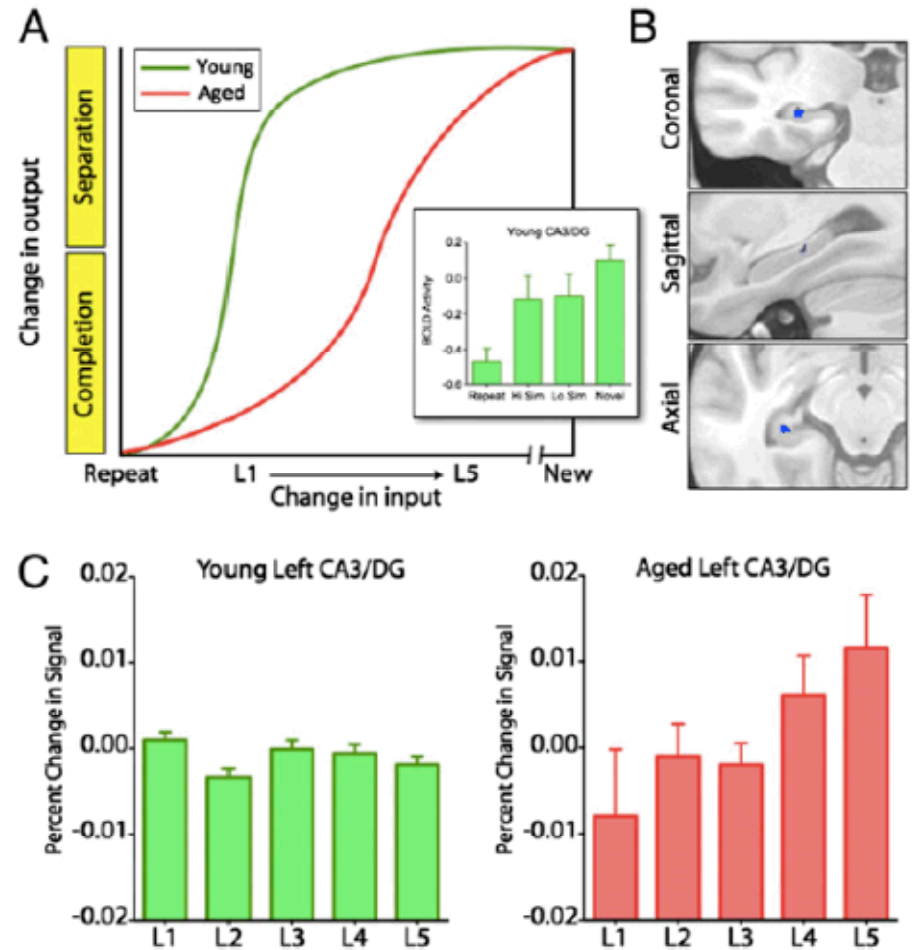 A
Change in output
Separation
Completion
Young
Aged
Young CA3/DG
BOLD Activity
0.2
0.0
-0.2
-0.4
-0.6
Repeat Hi Sim Lo Sim Novel
Repeat L1 L5 New
Change in input
B
Coronal
Sagittal
Axial
C
Young Left CA3/DG
Percent Change in Signal
0.02
0.01
0.00
-0.01
-0.02
L1 L2 L3 L4 L5
Aged Left CA3/DG
Percent Change in Signal
0.02
0.01
0.00
-0.01
-0.02
L1 L2 L3 L4 L5